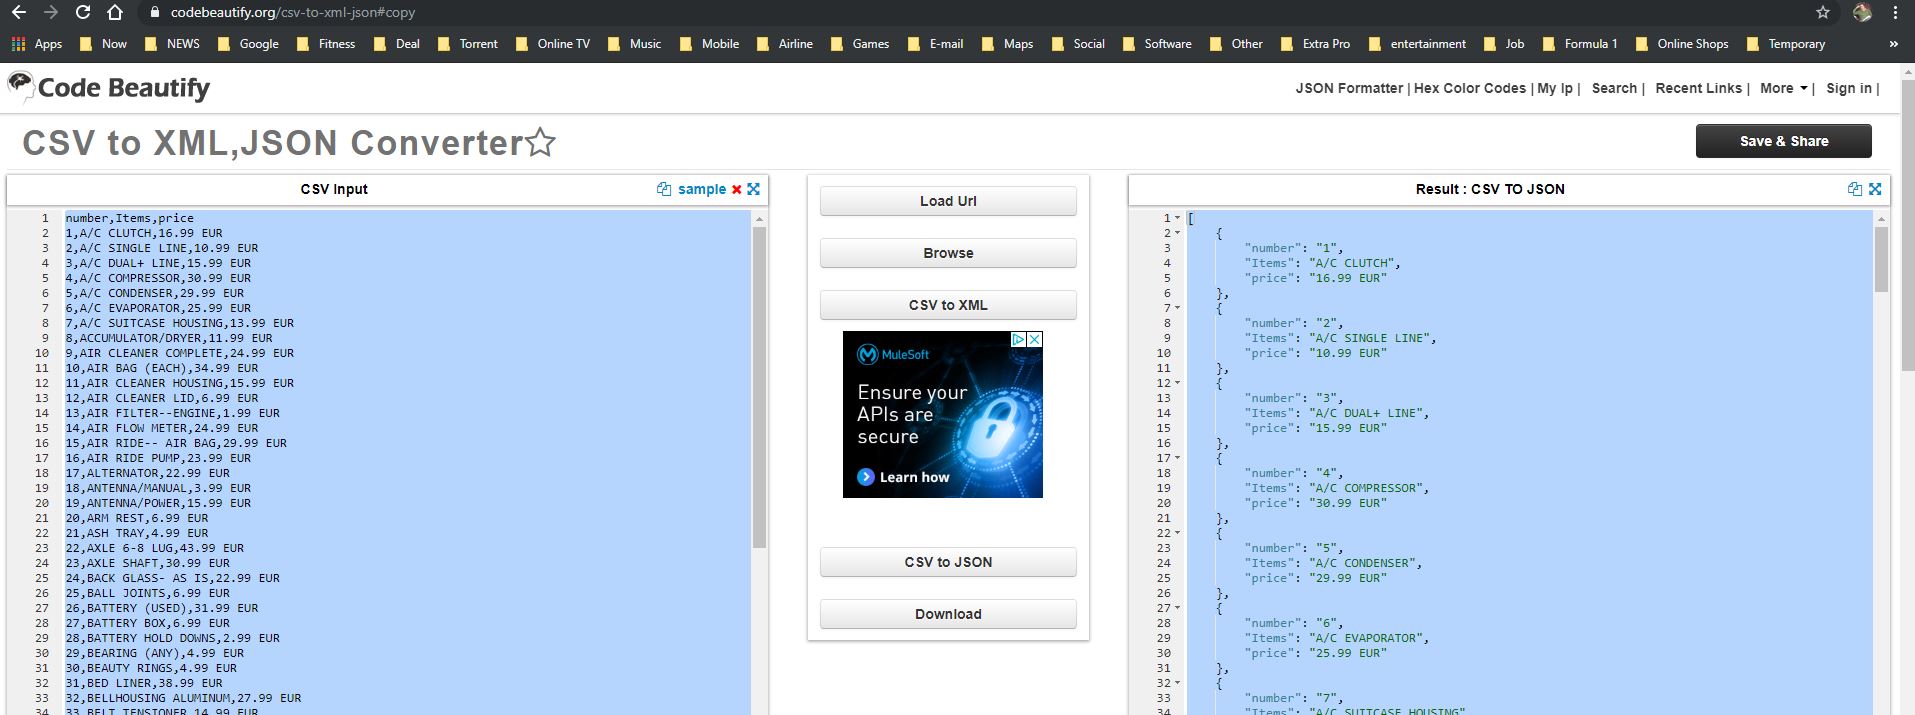 codebeautify.org/csv-to-xml-json#copy
Apps Now NEWS Google Fitness Deal Torrent Online TV Music Mobile Airline Games E-mail Maps Social Software Other Extra Pro entertainment Job Formula 1 Online Shops Temporary »
Code Beautify
JSON Formatter | Hex Color Codes | My Ip | Search | Recent Links | More | Sign in |
CSV to XML,JSON Converter
Save & Share
CSV Input sample
1 number,Items,price
2 1,A/C CLUTCH,16.99 EUR
3 2,A/C SINGLE LINE,10.99 EUR
4 3,A/C DUAL+ LINE,15.99 EUR
5 4,A/C COMPRESSOR,30.99 EUR
6 5,A/C CONDENSER,29.99 EUR
7 6,A/C EVAPORATOR,25.99 EUR
8 7,A/C SUITCASE HOUSING,13.99 EUR
9 8,ACCUMULATOR/DRYER,11.99 EUR
10 9,AIR CLEANER COMPLETE,24.99 EUR
11 10,AIR BAG (EACH),34.99 EUR
12 11,AIR CLEANER HOUSING,15.99 EUR
13 12,AIR CLEANER LID,6.99 EUR
14 13,AIR FILTER--ENGINE,1.99 EUR
15 14,AIR FLOW METER,24.99 EUR
16 15,AIR RIDE-- AIR BAG,29.99 EUR
17 16,AIR RIDE PUMP,23.99 EUR
18 17,ALTERNATOR,22.99 EUR
19 18,ANTENNA/MANUAL,3.99 EUR
20 19,ANTENNA/POWER,15.99 EUR
21 20,ARM REST,6.99 EUR
22 21,ASH TRAY,4.99 EUR
23 22,AXLE 6-8 LUG,43.99 EUR
24 23,AXLE SHAFT,30.99 EUR
25 24,BACK GLASS- AS IS,22.99 EUR
26 25,BALL JOINTS,6.99 EUR
27 26,BATTERY (USED),31.99 EUR
28 27,BATTERY BOX,6.99 EUR
29 28,BATTERY HOLD DOWNS,2.99 EUR
30 29,BEARING (ANY),4.99 EUR
31 30,BEAUTY RINGS,4.99 EUR
32 31,BED LINER,38.99 EUR
33 32,BELLHOUSING ALUMINUM,27.99 EUR
34 33,BELT TENSIONER,14.99 EUR
Load Url
Browse
CSV to XML
MuleSoft
Ensure your
APIs are
secure
Learn how
CSV to JSON
Download
Result : CSV TO JSON
1 [
2 {
3 "number": "1",
4 "Items": "A/C CLUTCH",
5 "price": "16.99 EUR"
6 },
7 {
8 "number": "2",
9 "Items": "A/C SINGLE LINE",
10 "price": "10.99 EUR"
11 },
12 {
13 "number": "3",
14 "Items": "A/C DUAL+ LINE",
15 "price": "15.99 EUR"
16 },
17 {
18 "number": "4",
19 "Items": "A/C COMPRESSOR",
20 "price": "30.99 EUR"
21 },
22 {
23 "number": "5",
24 "Items": "A/C CONDENSER",
25 "price": "29.99 EUR"
26 },
27 {
28 "number": "6",
29 "Items": "A/C EVAPORATOR",
30 "price": "25.99 EUR"
31 },
32 {
33 "number": "7",
34 "Items": "A/C SUITCASE HOUSING"